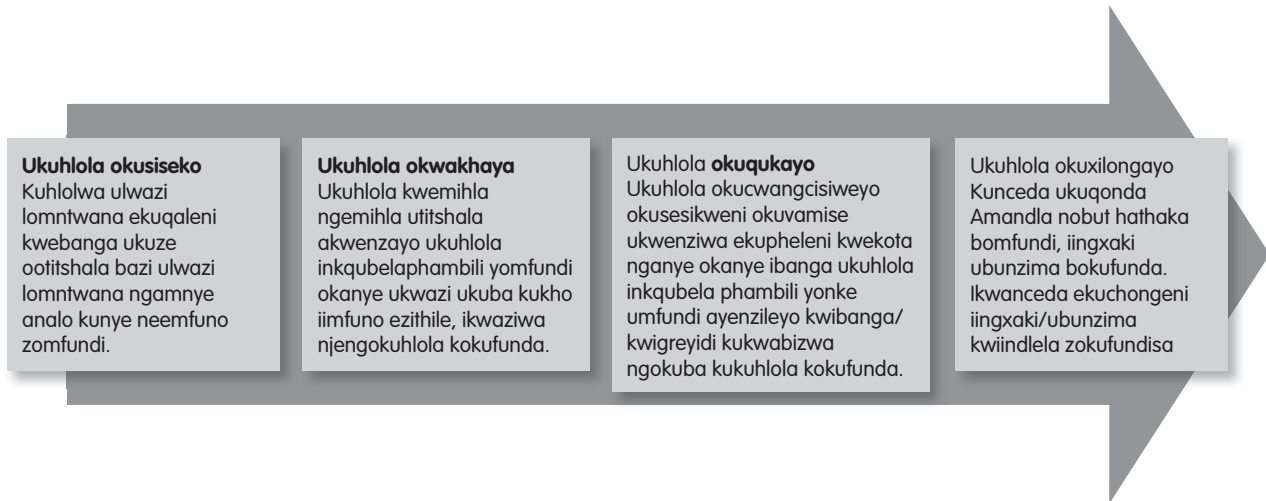 Ukuhlola okusiseko
Kuhlolwa ulwazi
lomntwana ekuqaleni
kwebanga ukuze
ootitshala bazi ulwazi
lomntwana ngamnye
analo kunye neemfuno
zomfundi.
Ukuhlola okwakhaya
Ukuhlola kwemihla
ngemihla utitshala
akwenzayo ukuhlola
inkqubelaphambili yomfundi
okanye ukwazi ukuba kukho
iimfuno ezithile, ikwaziwa
njengokuhlola kokufunda.
Ukuhlola okuqukayo
Ukuhlola okucwangcisiweyo
okusesikweni okuvamise
ukwenziwa ekupheleni kwekota
nganye okanye ibanga ukuhlola
inkqubela phambili yonke
umfundi ayenzileyo kwibanga/
kwigreyidi kukwabizwa
ngokuba kukuhlola kokufunda.
Ukuhlola okuxilongayo
Kunceda ukuqonda
Amandla nobut hathaka
bomfundi, iingxaki
ubunzima bokufunda.
Ikwanceda ekuchongeni
iingxaki/ubunzima
kwiindlela zokufundisa